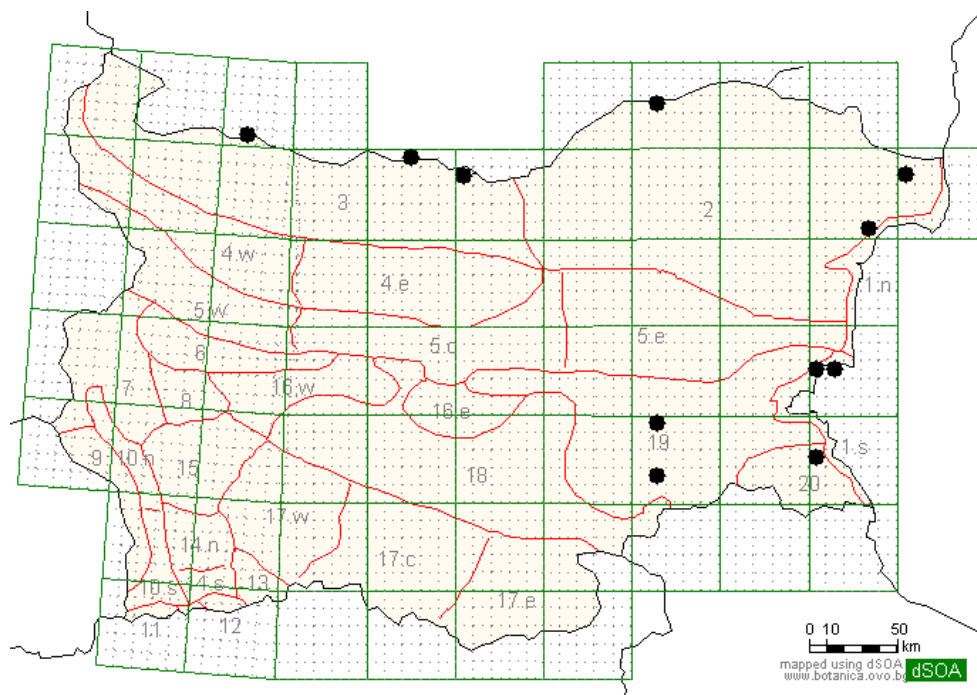 3
2
4.w
4.e
1.n.
5.w
5.c
5.e
6
16.w
7
8
16.e
19
1.s
9
10.n
15
18
20
17.w
14.n
17.c
10.s
4.s
13
17.e
11
12
0 10 50
km
mapped using dSOA
www.botanica.ovo.bg
dSOA